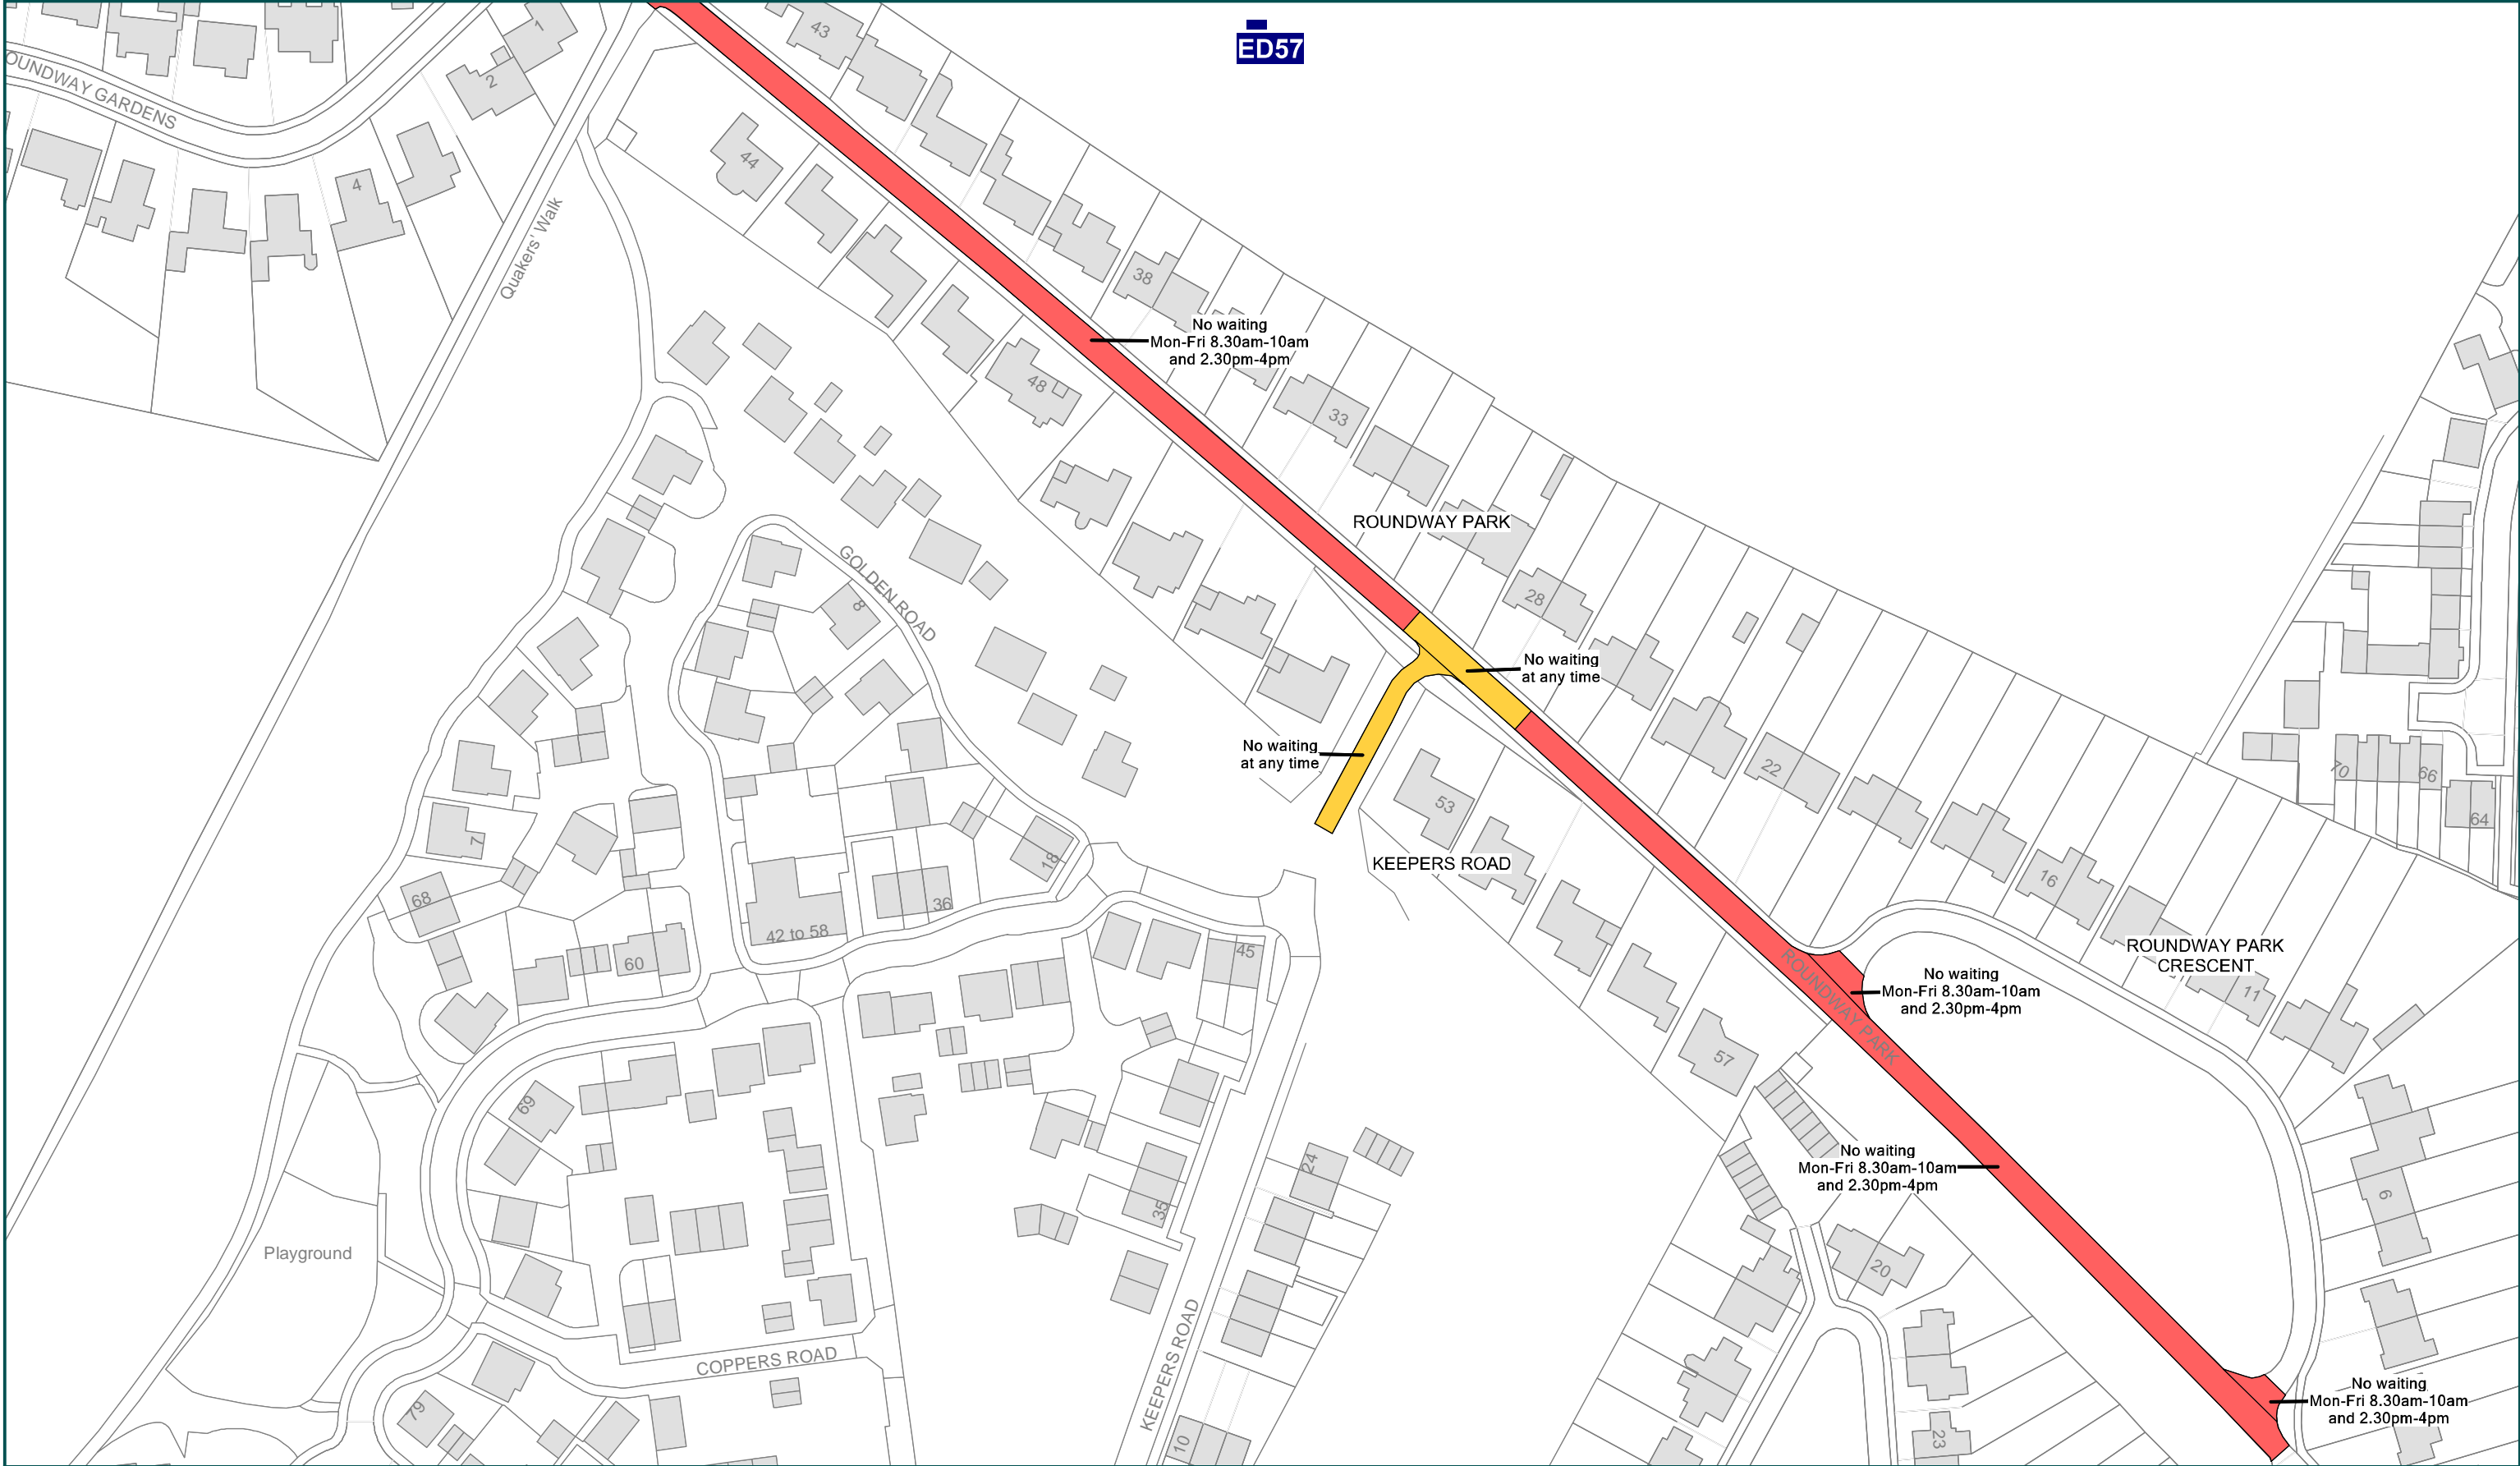 ED57
43
1
2
OUNDWAY GARDENS
44
4
Quakers' Walk
38
No waiting
Mon-Fri 8.30am-10am
and 2.30pm-4pm
48
33
ROUNDWAY PARK
GOLDEN ROAD
8
28
No waiting
at any time
No waiting
at any time
22
70
66
64
53
7
KEEPERS ROAD
18
16
68
36
42 to 58
45
60
ROUNDWAY PARK
CRESCENT
11
ROUNDWAY PARK
No waiting
Mon-Fri 8.30am-10am
and 2.30pm-4pm
57
69
24
No waiting
Mon-Fri 8.30am-10am
and 2.30pm-4pm
35
6
Playground
20
COPPERS ROAD
KEEPERS ROAD
No waiting
Mon-Fri 8.30am-10am
and 2.30pm-4pm
79
10
23